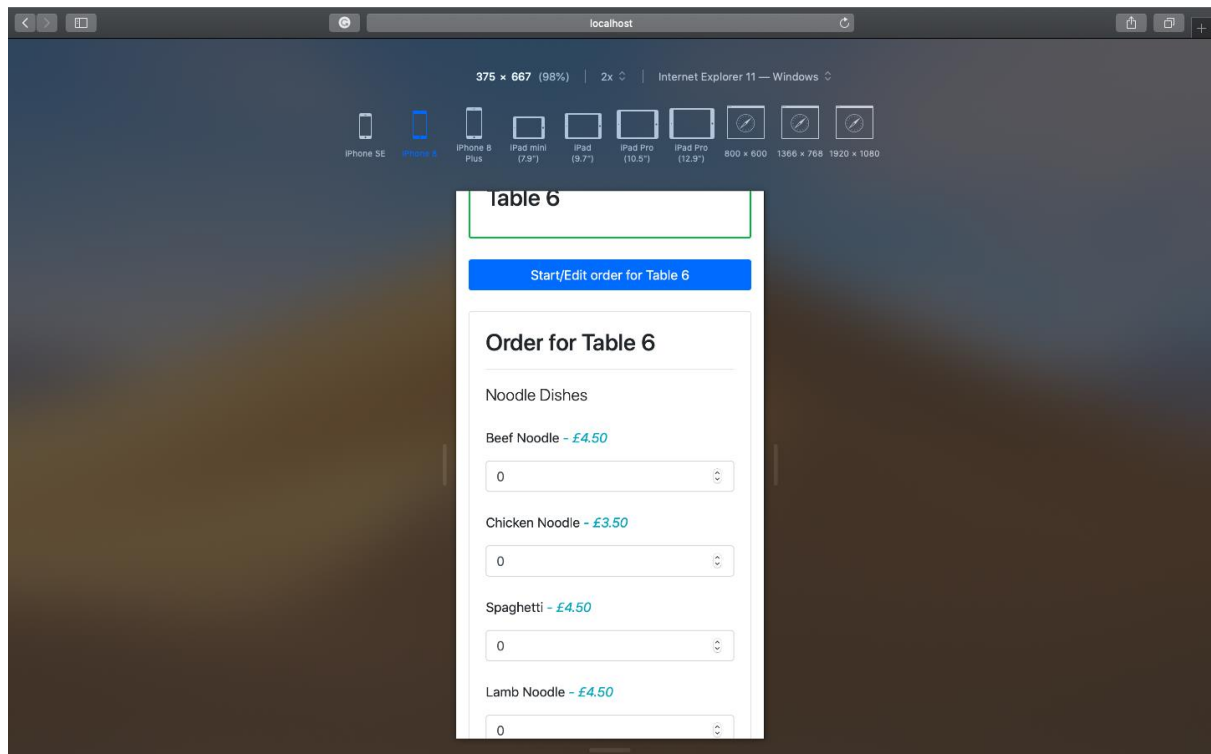 localhost
375 × 667 (98%) 2x Internet Explorer 11 — Windows
iPhone SE
iPhone 8
iPhone 8 Plus
iPad mini (7.9")
iPad (9.7")
iPad Pro (10.5")
iPad Pro (12.9")
800 × 600
1366 × 768
1920 × 1080
Table 6
Start/Edit order for Table 6
Order for Table 6
Noodle Dishes
Beef Noodle - £4.50
0
Chicken Noodle - £3.50
0
Spaghetti - £4.50
0
Lamb Noodle - £4.50
0